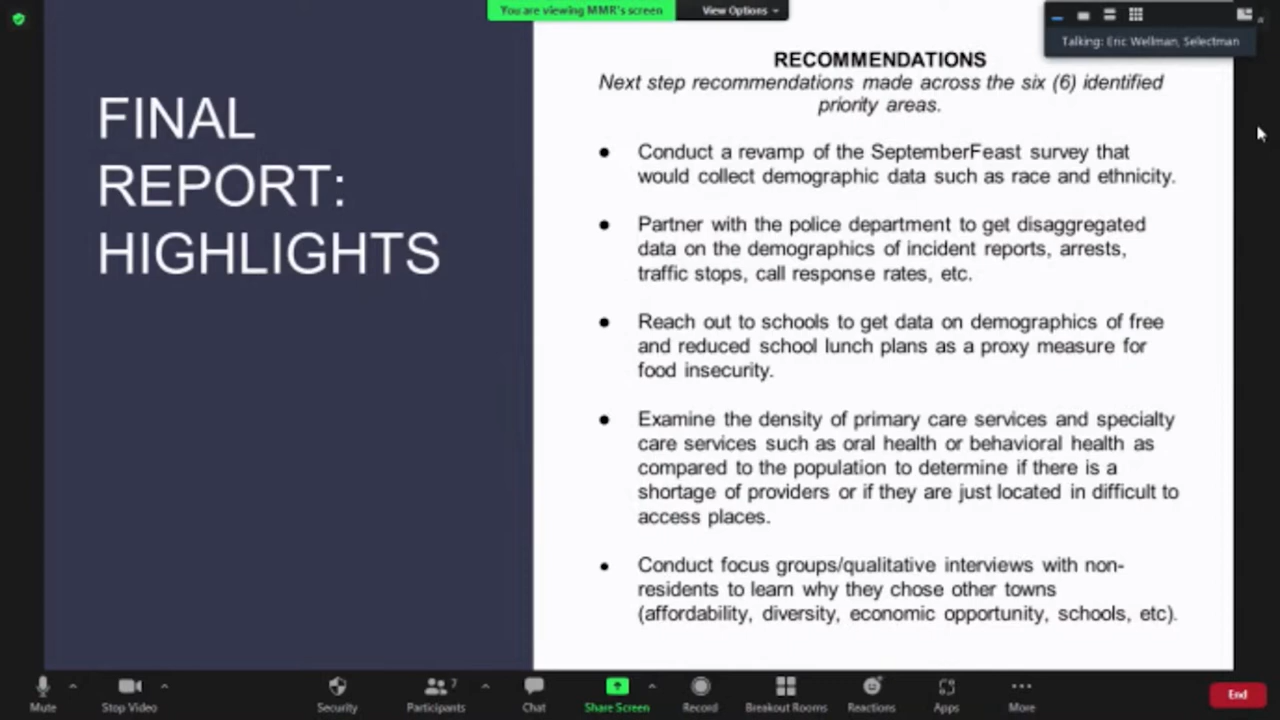 You are viewing MMR's screen
View Options
Talking: Eric Wellman, Selectman
FINAL
REPORT:
HIGHLIGHTS
RECOMMENDATIONS
Next step recommendations made across the six (6) identified
priority areas.
● Conduct a revamp of the SeptemberFeast survey that
would collect demographic data such as race and ethnicity.
● Partner with the police department to get disaggregated
data on the demographics of incident reports, arrests,
traffic stops, call response rates, etc.
● Reach out to schools to get data on demographics of free
and reduced school lunch plans as a proxy measure for
food insecurity.
● Examine the density of primary care services and specialty
care services such as oral health or behavioral health as
compared to the population to determine if there is a
shortage of providers or if they are just located in difficult to
access places.
● Conduct focus groups/qualitative interviews with non-
residents to learn why they chose other towns
(affordability, diversity, economic opportunity, schools, etc).
Mute
Stop Video
Security
Participants
7
Chat
Share Screen
Record
Breakout Rooms
Reactions
Apps
More
End